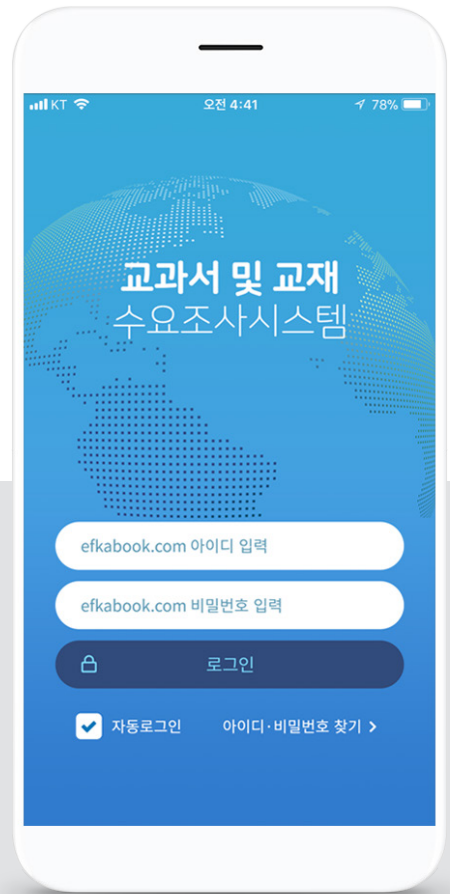 KT 오전 4:41 78%
교과서 및 교재
수요조사시스템
efkabook.com 아이디 입력
efkabook.com 비밀번호 입력
로그인
자동로그인 아이디·비밀번호 찾기 >